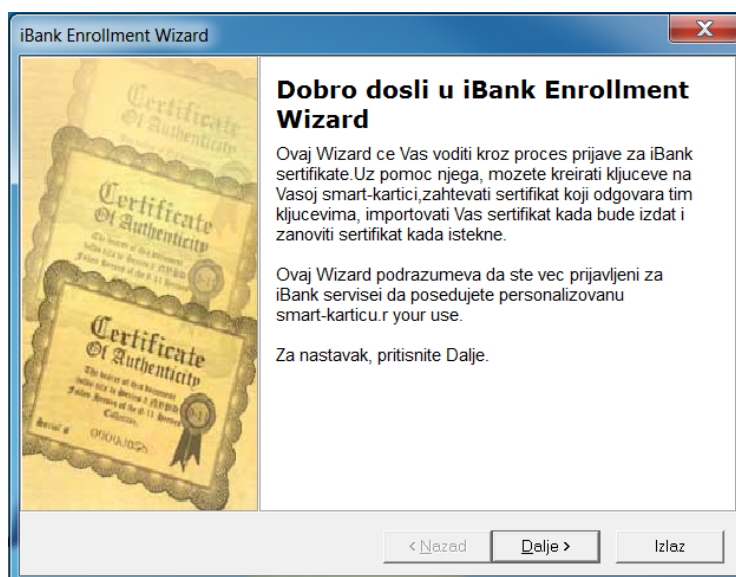 iBank Enrollment Wizard
Certificate
Of Authenticity
Certificate
Of Authenticity
Certificate
Of Authenticity
Dobro dosli u iBank Enrollment
Wizard
Ovaj Wizard ce Vas voditi kroz proces prijave za iBank
sertifikate.Uz pomoc njega, mozete kreirati kljuceve na
Vasoj smart-kartici,zahtevati sertifikat koji odgovara tim
kljucevima, importovati Vas sertifikat kada bude izdat i
zanoviti sertifikat kada istekne.
Ovaj Wizard podrazumeva da ste vec prijavljeni za
iBank servisei da posedujete personalizovanu
smart-karticu.r your use.
Za nastavak, pritisnite Dalje.
< Nazad
Dalje >
Izlaz